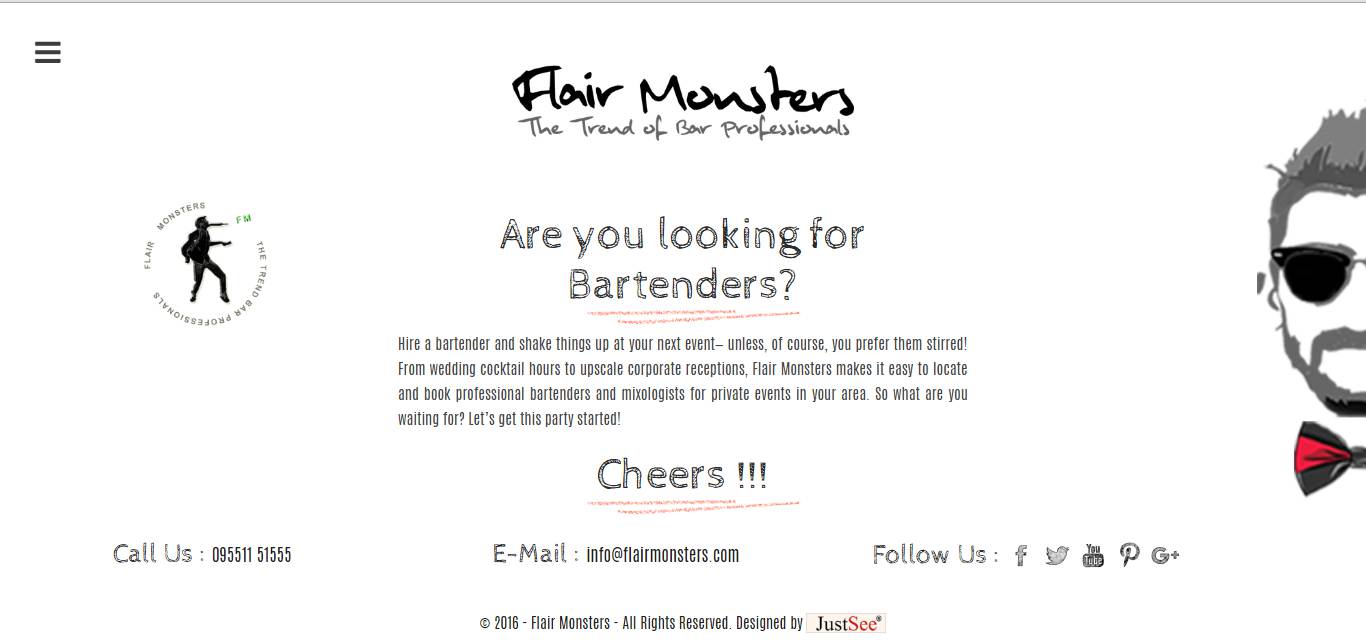 Flair Monsters
The Trend of Bar Professionals
FLAIR MONSTERS
FM
THE TREND BAR PROFESSIONALS
Are you looking for
Bartenders?
Hire a bartender and shake things up at your next event– unless, of course, you prefer them stirred!
From wedding cocktail hours to upscale corporate receptions, Flair Monsters makes it easy to locate
and book professional bartenders and mixologists for private events in your area. So what are you
waiting for? Let’s get this party started!
Cheers !!!
Call Us : 095511 51555
E-Mail : info@flairmonsters.com
Follow Us : f You Tube G+
© 2016 - Flair Monsters - All Rights Reserved. Designed by JustSee®